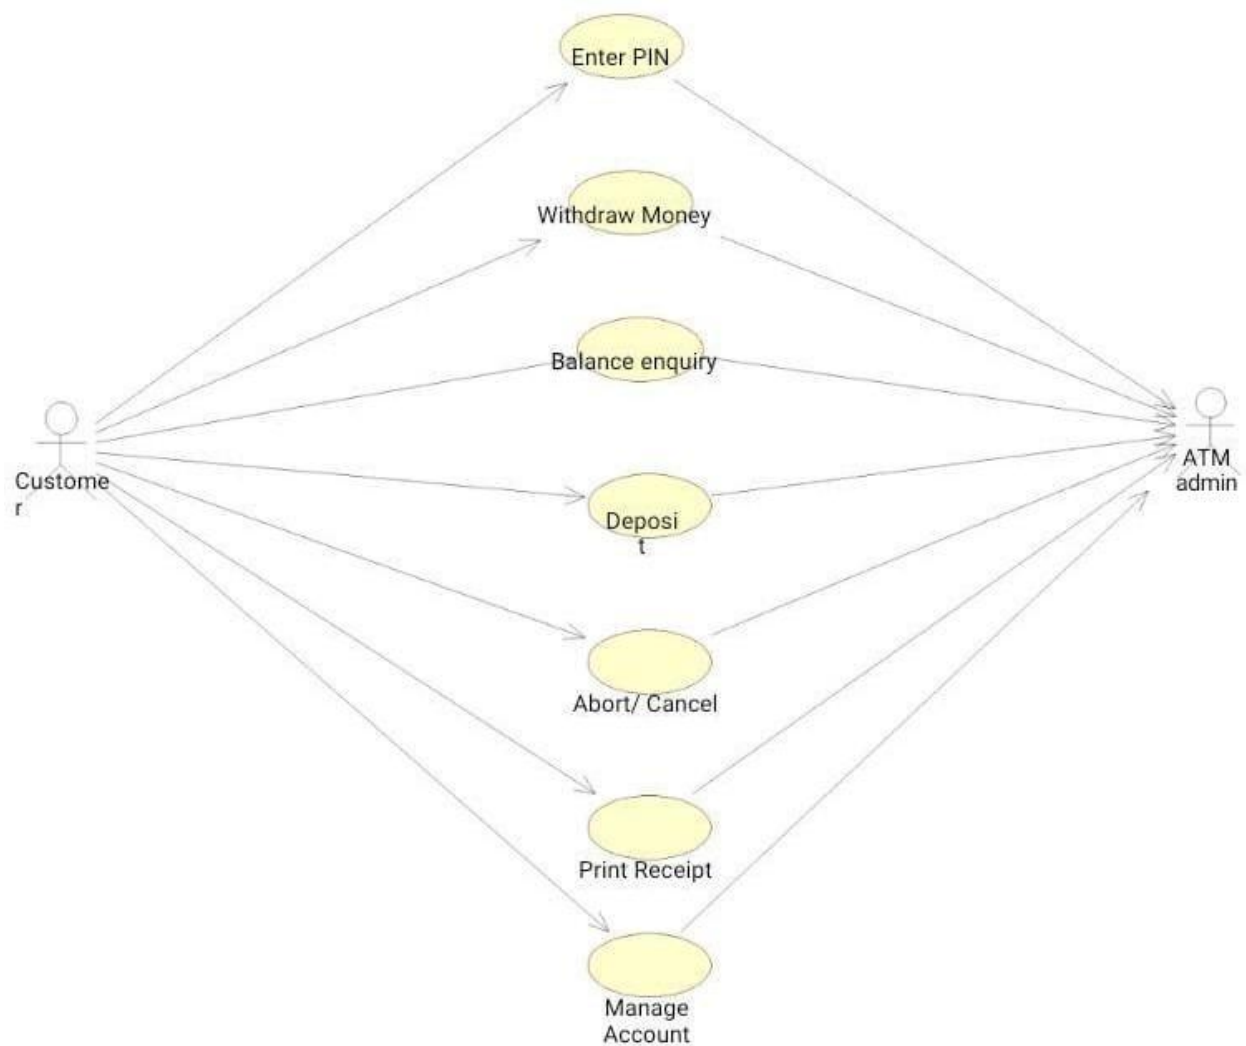 Enter PIN
Withdraw Money
Balance enquiry
Custome
r
ATM
admin
Deposi
t
Abort/ Cancel
Print Receipt
Manage
Account